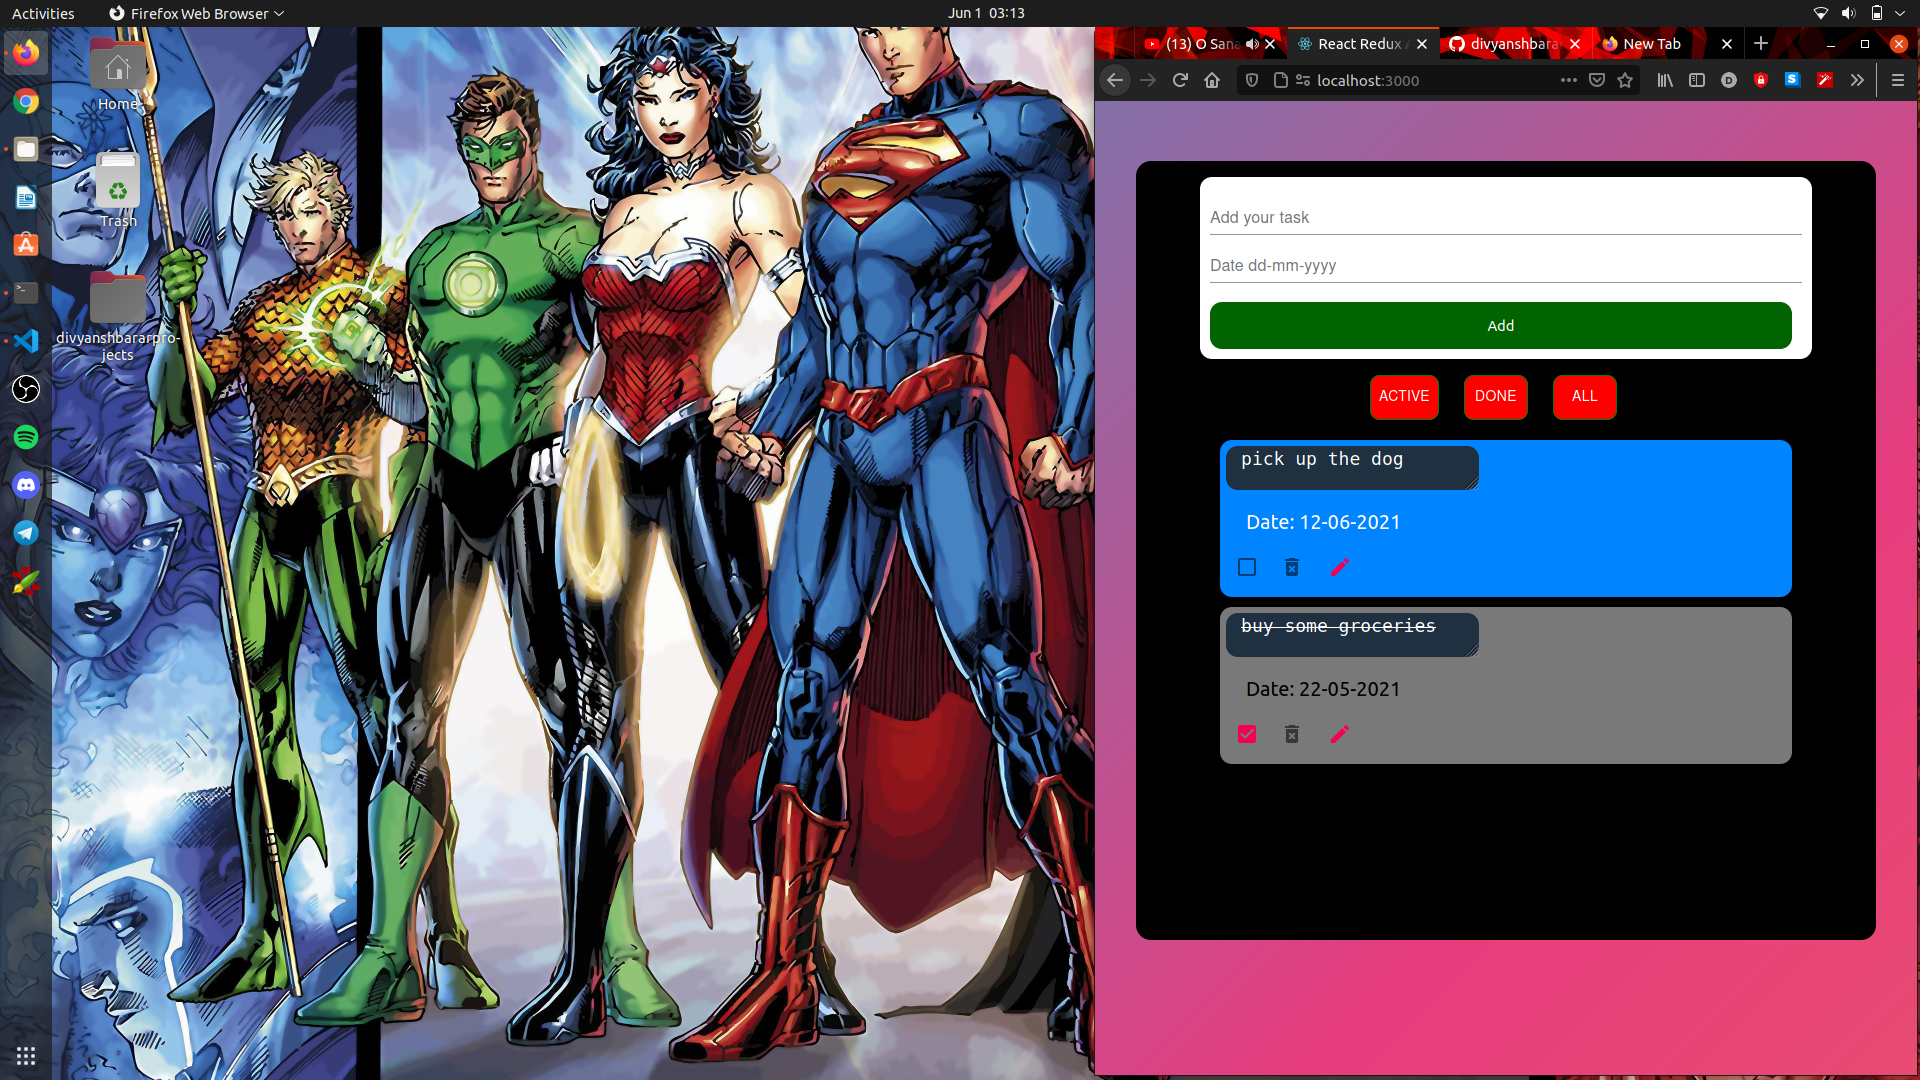 Activities
Firefox Web Browser
Jun 1 03:13
Home
Trash
divyanshbararpro-
jects
(13) O Sana
React Redux A
divyanshbara
New Tab
localhost:3000
Add your task
Date dd-mm-yyyy
Add
ACTIVE
DONE
ALL
pick up the dog
Date: 12-06-2021
buy some groceries
Date: 22-05-2021